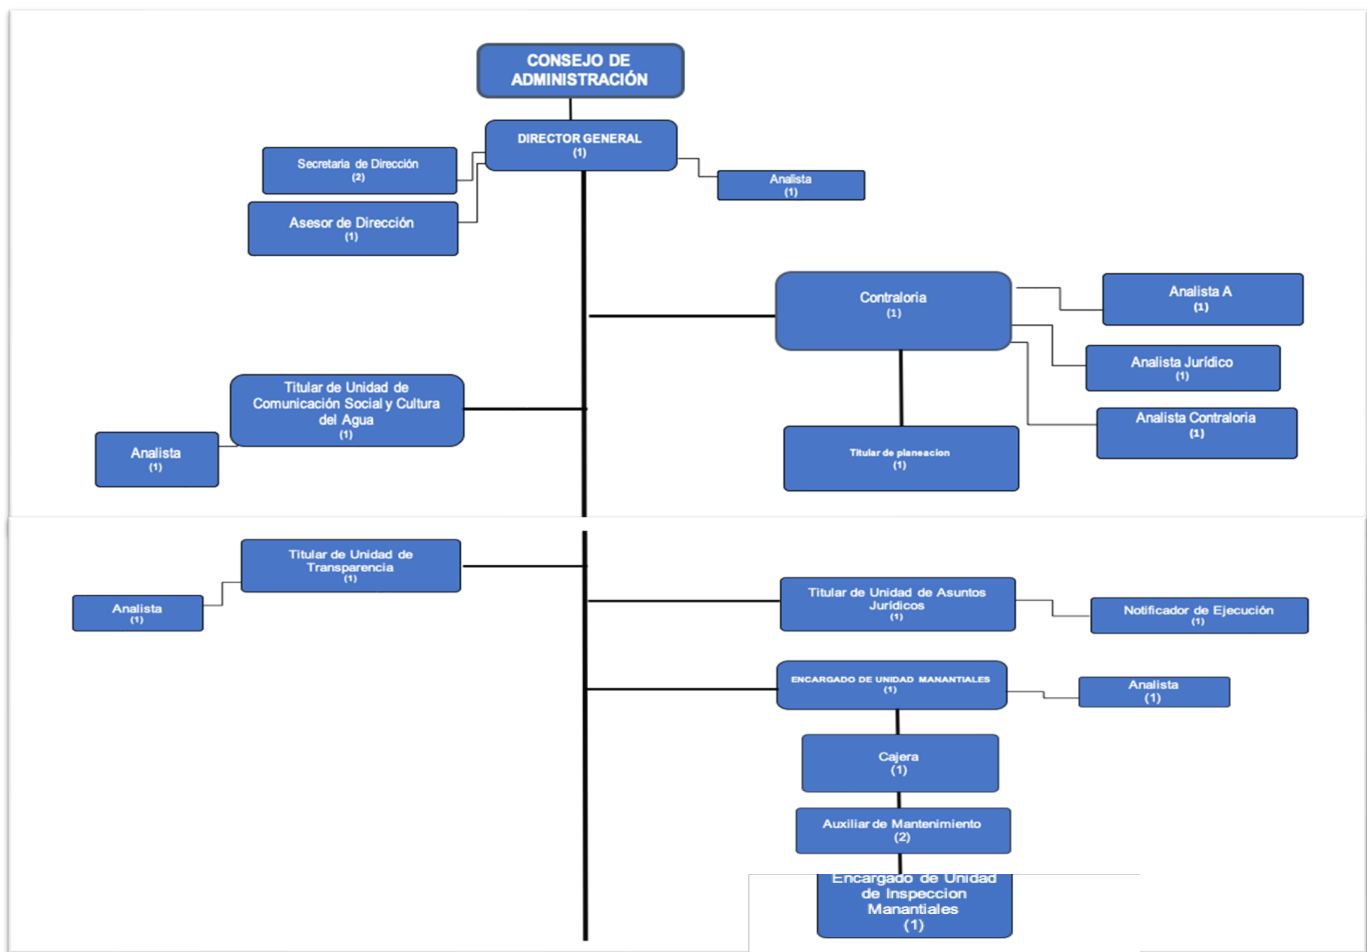 CONSEJO DE
ADMINISTRACIÓN
DIRECTOR GENERAL
(1)
Secretaria de Dirección
(2)
Analista
(1)
Asesor de Dirección
(1)
Contraloria
(1)
Analista A
(1)
Analista Jurídico
(1)
Analista Contraloria
(1)
Titular de Unidad de
Comunicación Social y Cultura
del Agua
(1)
Analista
(1)
Titular de planeacion
(1)
Titular de Unidad de
Transparencia
(1)
Analista
(1)
Titular de Unidad de Asuntos
Jurídicos
(1)
Notificador de Ejecución
(1)
ENCARGADO DE UNIDAD MANANTIALES
(1)
Analista
(1)
Cajera
(1)
Auxiliar de Mantenimiento
(2)
Encargado de Unidad
de Inspeccion
Manantiales
(1)